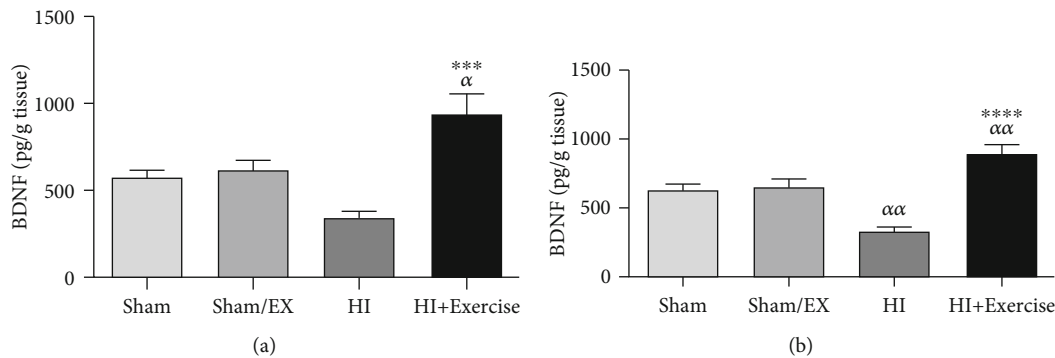 1500
1000
500
0
BDNF (pg/g tissue)
***
α
Sham
Sham/EX
HI
HI+Exercise
(a)
1500
1000
500
0
BDNF (pg/g tissue)
αα
****
αα
Sham
Sham/EX
HI
HI+Exercise
(b)